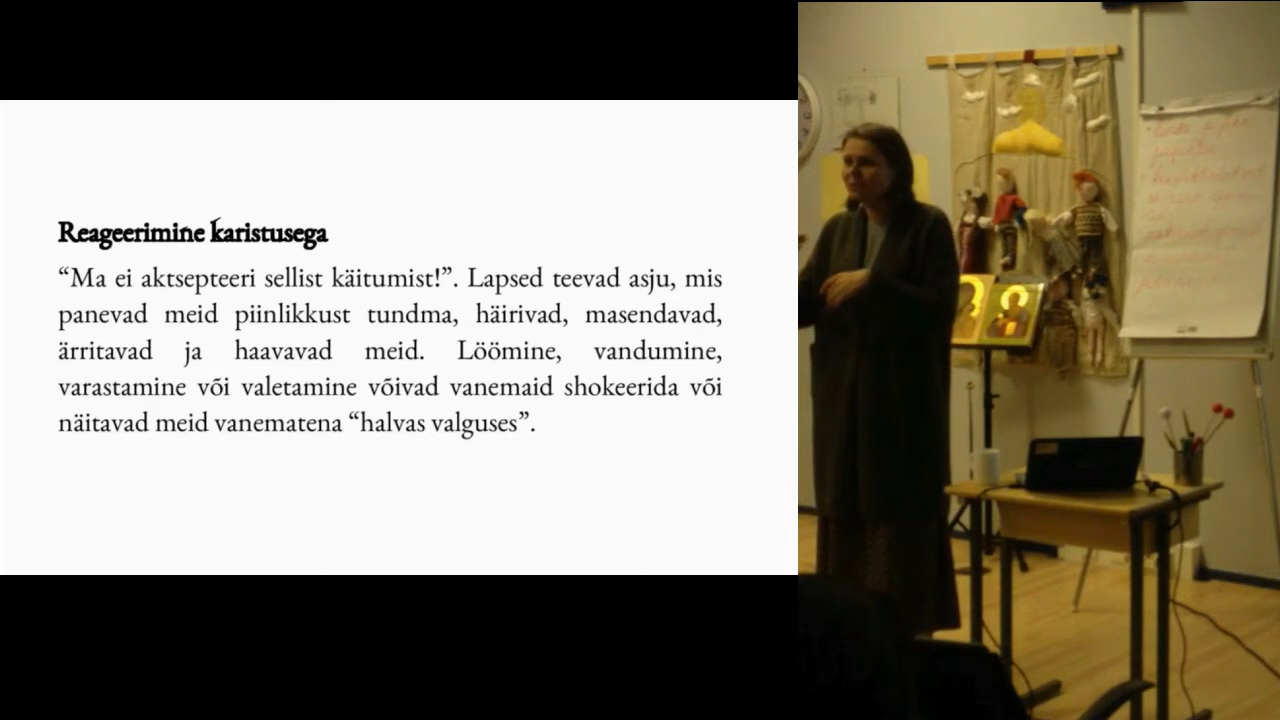 Reageerimine karistusega
“Ma ei aktsepteeri sellist käitumist!”. Lapsed teevad asju, mis
panevad meid piinlikkust tundma, häirivad, masendavad,
ärritavad ja haavavad meid. Löömine, vandumine,
varastamine või valetamine võivad vanemaid shokeerida või
näitavad meid vanematena “halvas valguses”.